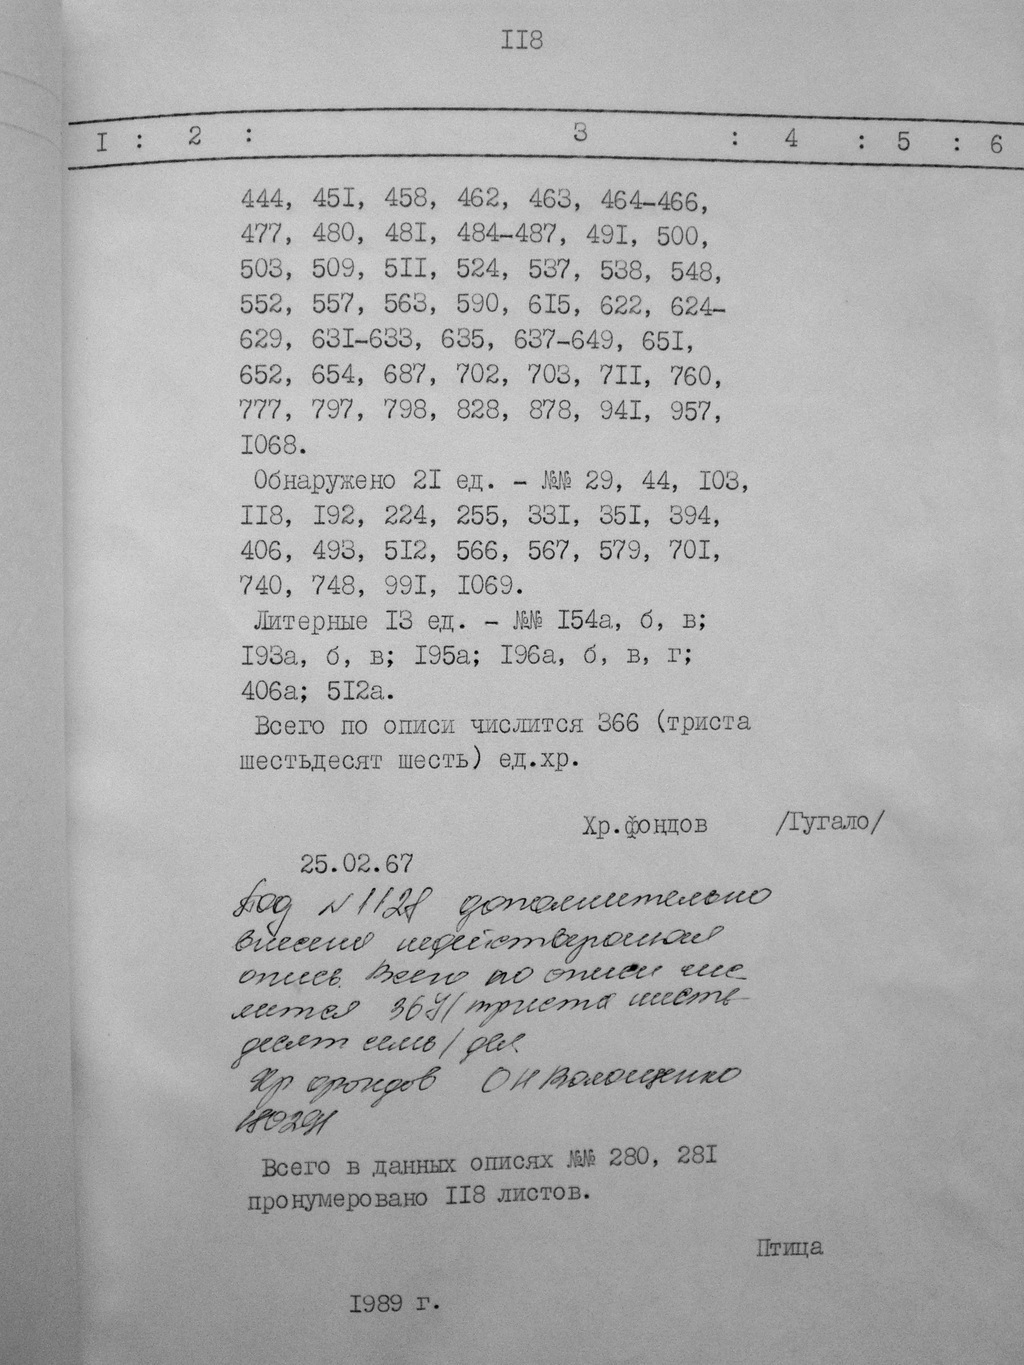 II8
I : 2 : 3 : 4 : 5 : 6
444, 45I, 458, 462, 463, 464-466,
477, 480, 48I, 484-487, 49I, 500,
503, 509, 5II, 524, 537, 538, 548,
552, 557, 563, 590, 6I5, 622, 624-
629, 63I-633, 635, 637-649, 65I,
652, 654, 687, 702, 703, 7II, 760,
777, 797, 798, 828, 878, 94I, 957,
I068.
Обнаружено 2I ед. - №№ 29, 44, I03,
II8, I92, 224, 255, 33I, 35I, 394,
406, 493, 5I2, 566, 567, 579, 70I,
740, 748, 99I, I069.
Литерные I3 ед. - №№ I54а, б, в;
I93а, б, в; I95а; I96а, б, в, г;
406а; 5I2а.
Всего по описи числится 366 (триста
шестьдесят шесть) ед.хр.
Хр.фондов /Гугало/
25.02.67
Под N 1128 дополнительно
внесена
опись. Всего по описи чис
лится 367/триста шесть
десят семь/ дел
Хр фондов ОН Волощенко
Всего в данных описях №№ 280, 28I
пронумеровано II8 листов.
Птица
I989 г.